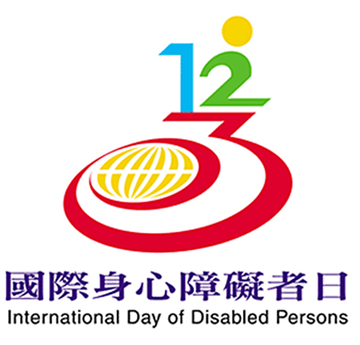 12
3
國際身心障礙者日
International Day of Disabled Persons